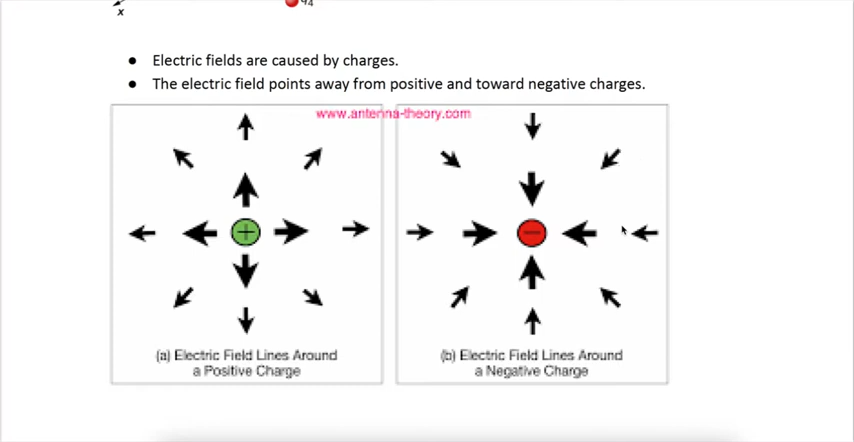 x
q4
● Electric fields are caused by charges.
● The electric field points away from positive and toward negative charges.
www.antenna-theory.com
+
−
(a) Electric Field Lines Around
a Positive Charge
(b) Electric Field Lines Around
a Negative Charge